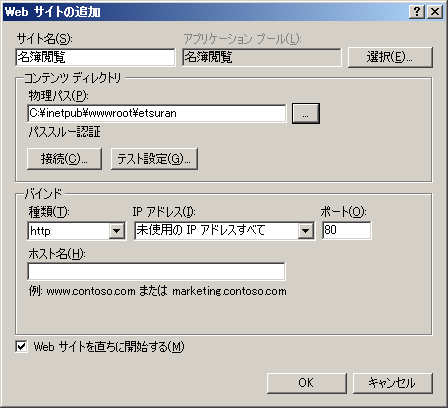 Web サイトの追加
サイト名(S): アプリケーション プール(L):
名簿閲覧 名簿閲覧 選択(E)...
コンテンツ ディレクトリ
物理パス(P):
C:¥inetpub¥wwwroot¥etsuran ...
パススルー認証
接続(C)... テスト設定(G)...
バインド
種類(T): IP アドレス(I): ポート(O):
http 未使用の IP アドレスすべて 80
ホスト名(H):
例: www.contoso.com または marketing.contoso.com
Web サイトを直ちに開始する(M)
OK キャンセル